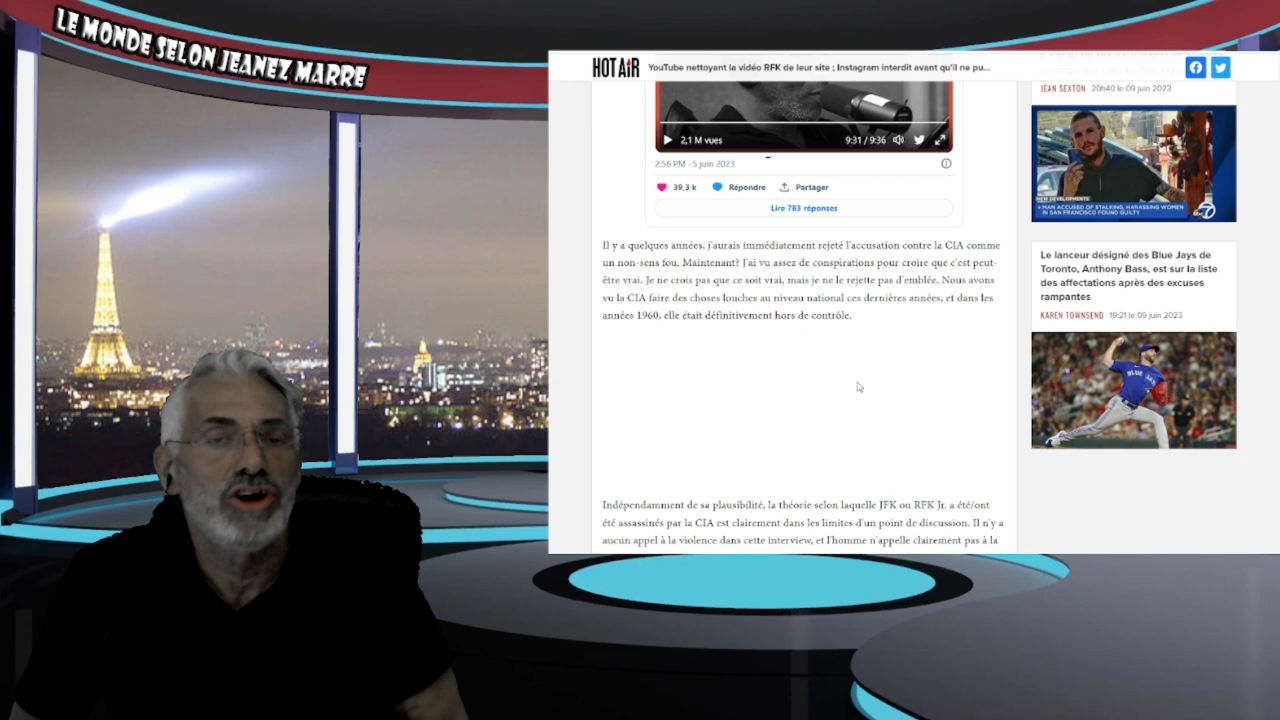 LE MONDE SELON JEANEZ MARRE
HOT AIR
YouTube nettoyant la vidéo RFK de leur site ; Instagram interdit avant qu'il ne pu...
2,1 M vues
9:31 / 9:36
2:56 PM · 5 juin 2023
39,3 k
Répondre
Partager
Lire 783 réponses
Il y a quelques années, j'aurais immédiatement rejeté l'accusation contre la CIA comme
un non-sens fou. Maintenant? J'ai vu assez de conspirations pour croire que c'est peut-
être vrai. Je ne crois pas que ce soit vrai, mais je ne le rejette pas d'emblée. Nous avons
vu la CIA faire des choses louches au niveau national ces dernières années, et dans les
années 1960, elle était définitivement hors de contrôle.
Indépendamment de sa plausibilité, la théorie selon laquelle JFK ou RFK Jr. a été/ont
été assassinés par la CIA est clairement dans les limites d'un point de discussion. Il n'y a
aucun appel à la violence dans cette interview, et l'homme n'appelle clairement pas à la
JEAN SEXTON 20h40 le 09 juin 2023
NEW DEVELOPMENTS
MAN ACCUSED OF STALKING, HARASSING WOMEN
IN SAN FRANCISCO FOUND GUILTY
7
Le lanceur désigné des Blue Jays de
Toronto, Anthony Bass, est sur la liste
des affectations après des excuses
rampantes
KAREN TOWNSEND 19:21 le 09 juin 2023
BLUE JAYS